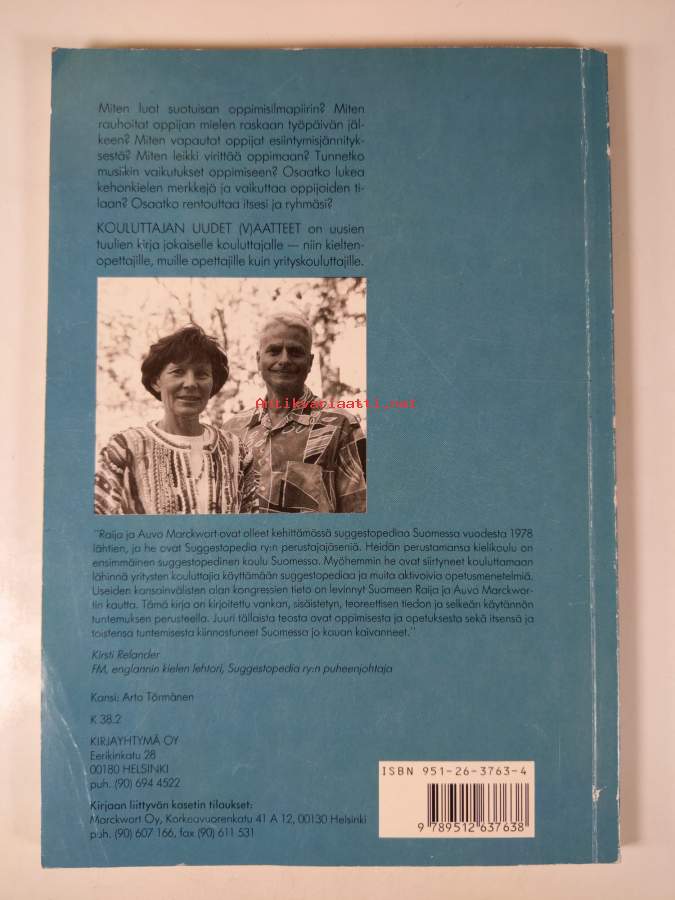 Miten luat suotuisan oppimisilmapiirin? Miten
rauhoitat oppijan mielen raskaan työpäivän jäl-
keen? Miten vapautat oppijat esiintymisjännityk-
sestä? Miten leikki virittää oppimaan? Tunnetko
musiikin vaikutukset oppimiseen? Osaatko lukea
kehonkielen merkkejä ja vaikuttaa oppijoiden ti-
laan? Osaatko rentouttaa itsesi ja ryhmäsi?
KOULUTTAJAN UUDET (V)AATTEET on uusien
tuulien kirja jokaiselle kouluttajalle — niin kielten-
opettajille, muille opettajille kuin yrityskouluttajille.
Antikvariaatti.net
"Raija ja Auvo Marckwort ovat olleet kehittämässä suggestopediaa Suomessa vuodesta 1978
lähtien, ja he ovat Suggestopedia ry:n perustajajäseniä. Heidän perustamansa kielikoulu on
ensimmäinen suggestopedinen koulu Suomessa. Myöhemmin he ovat siirtyneet kouluttamaan
lähinnä yritysten kouluttajia käyttämään suggestopediaa ja muita aktivoivia opetusmenetelmiä.
Useiden kansainvälisten alan kongressien tieto on levinnyt Suomeen Raija ja Auvo Marckwor-
tin kautta. Tämä kirja on kirjoitettu vankan, sisäistetyn, teoreettisen tiedon ja selkeän käytännön
tuntemuksen perusteella. Juuri tällaista teosta ovat oppimisesta ja opetuksesta sekä itsensä ja
toistensa tuntemisesta kiinnostuneet Suomessa jo kauan kaivanneet."
Kirsti Relander
FM, englannin kielen lehtori, Suggestopedia ry:n puheenjohtaja
Kansi: Arto Törmänen
K 38.2
KIRJAYHTYMÄ OY
Eerikinkatu 28
00180 HELSINKI
puh. (90) 694 4522
Kirjaan liittyvän kasetin tilaukset:
Marckwort Oy, Korkeavuorenkatu 41 A 12, 00130 Helsinki
puh. (90) 607 166, fax (90) 611 531
ISBN 951-26-3763-4
9 789512 637638